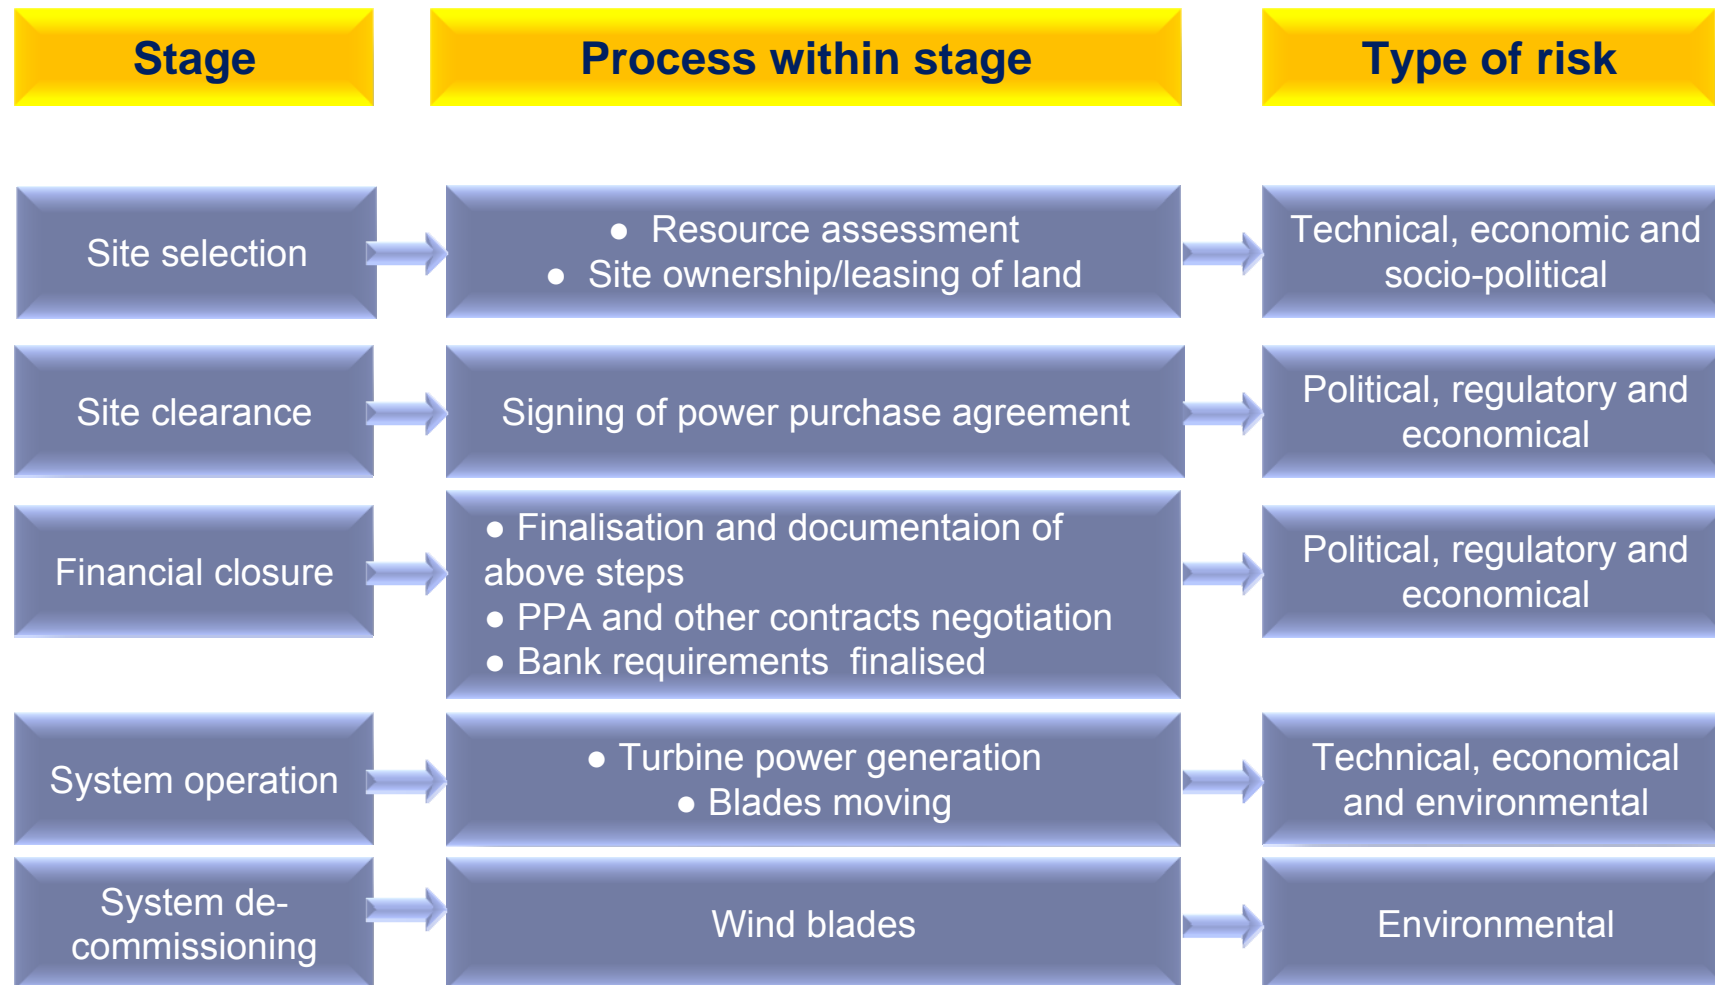 Stage
Process within stage
Type of risk
Site selection
● Resource assessment
● Site ownership/leasing of land
Technical, economic and
socio-political
Site clearance
Signing of power purchase agreement
Political, regulatory and
economical
Financial closure
● Finalisation and documentaion of
above steps
● PPA and other contracts negotiation
● Bank requirements finalised
Political, regulatory and
economical
System operation
● Turbine power generation
● Blades moving
Technical, economical
and environmental
System de-
commissioning
Wind blades
Environmental